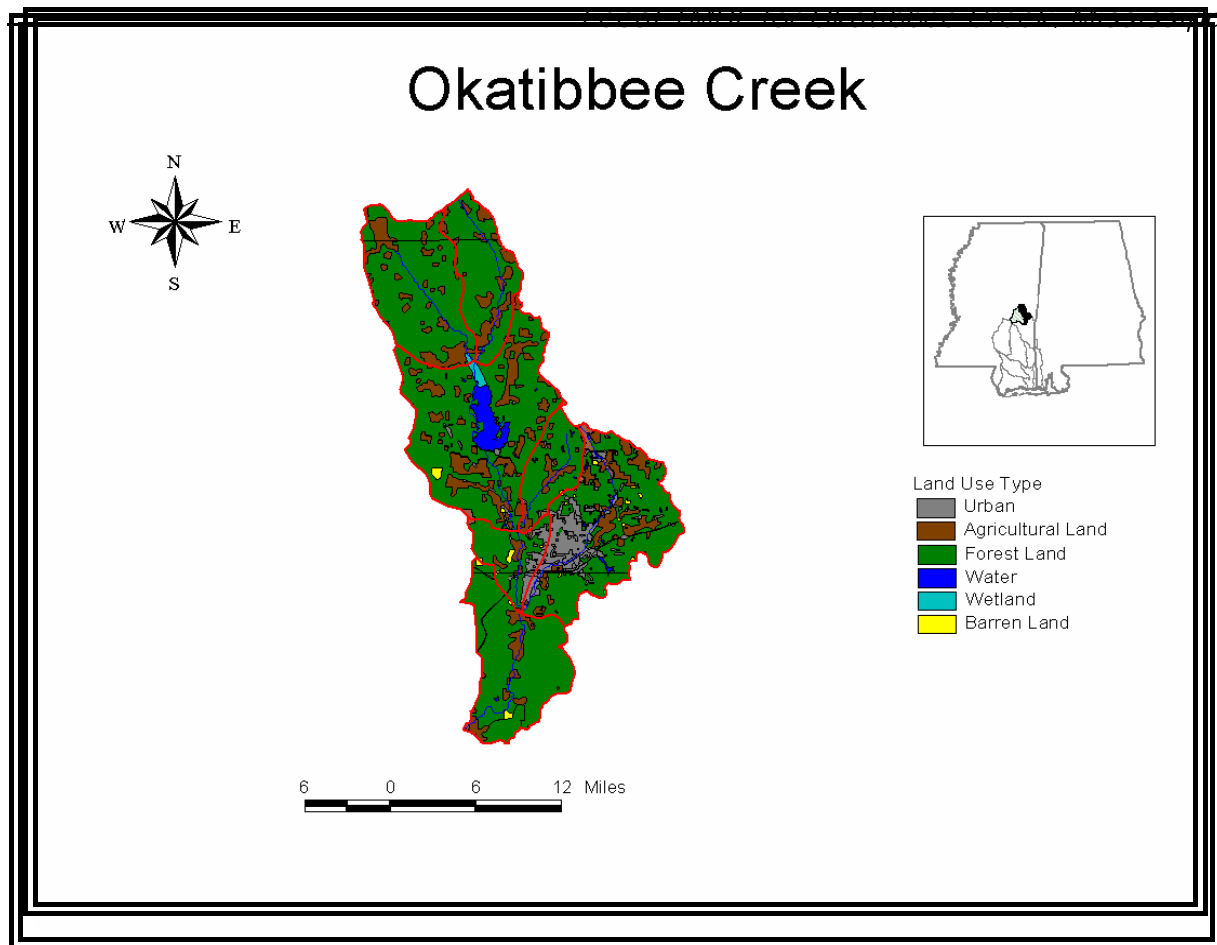 Okatibbee Creek
N
W E
S
Land Use Type
Urban
Agricultural Land
Forest Land
Water
Wetland
Barren Land
6 0 6 12 Miles